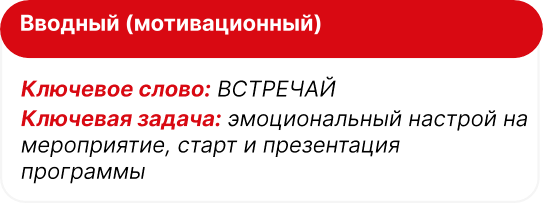 Вводный (мотивационный)
Ключевое слово: ВСТРЕЧАЙ
Ключевая задача: эмоциональный настрой на
мероприятие, старт и презентация
программы